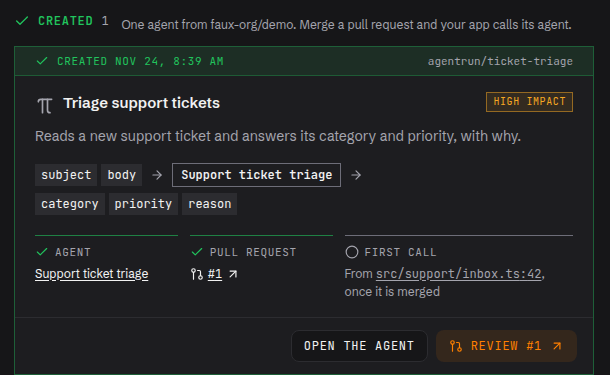 CREATED 1 One agent from faux-org/demo. Merge a pull request and your app calls its agent.
CREATED NOV 24, 8:39 AM agentrun/ticket-triage
Triage support tickets HIGH IMPACT
Reads a new support ticket and answers its category and priority, with why.
subject body → Support ticket triage →
category priority reason
AGENT PULL REQUEST FIRST CALL
Support ticket triage #1 ↗ From src/support/inbox.ts:42,
once it is merged
OPEN THE AGENT REVIEW #1 ↗